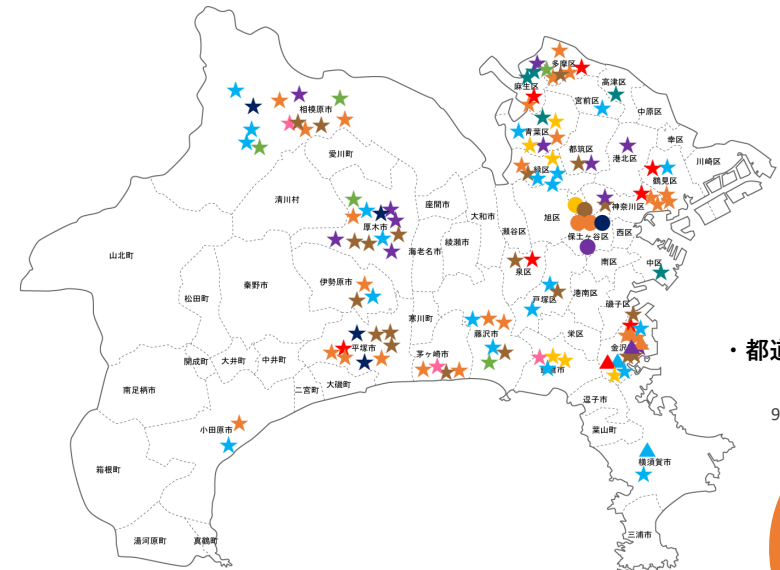 多摩区
麻生区
高津区
宮前区
中原区
相模原市
青葉区
幸区
都筑区
港北区
川崎区
愛川町
緑区
鶴見区
清川村
座間市
神奈川区
大和市
旭区
厚木市
瀬谷区
西区
綾瀬市
保土ヶ谷区
海老名市
山北町
南区
中区
泉区
伊勢原市
秦野市
港南区
松田町
戸塚区
磯子区
寒川町
藤沢市
栄区
平塚市
金沢
・都道
茅ヶ崎市
開成町
大井町
中井町
大磯町
二宮町
南足柄市
逗子市
9
小田原市
葉山町
横須賀市
箱根町
三浦市
湯河原町
真鶴町